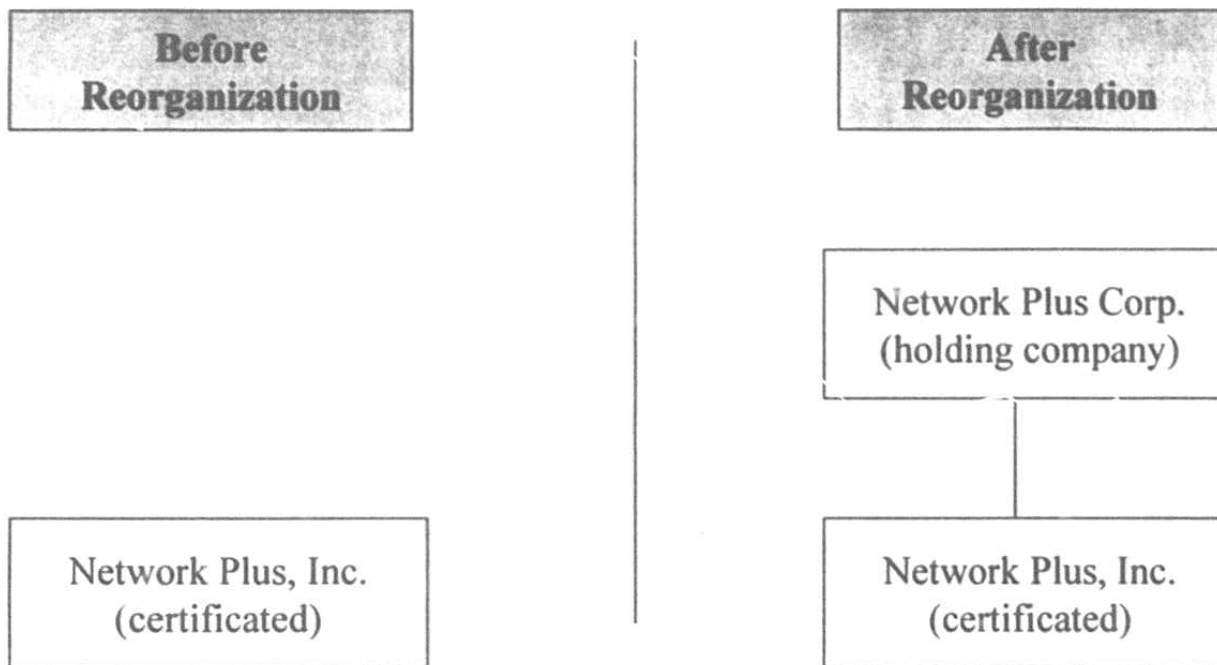 Before
Reorganization
After
Reorganization
Network Plus Corp.
(holding company)
Network Plus, Inc.
(certificated)
Network Plus, Inc.
(certificated)